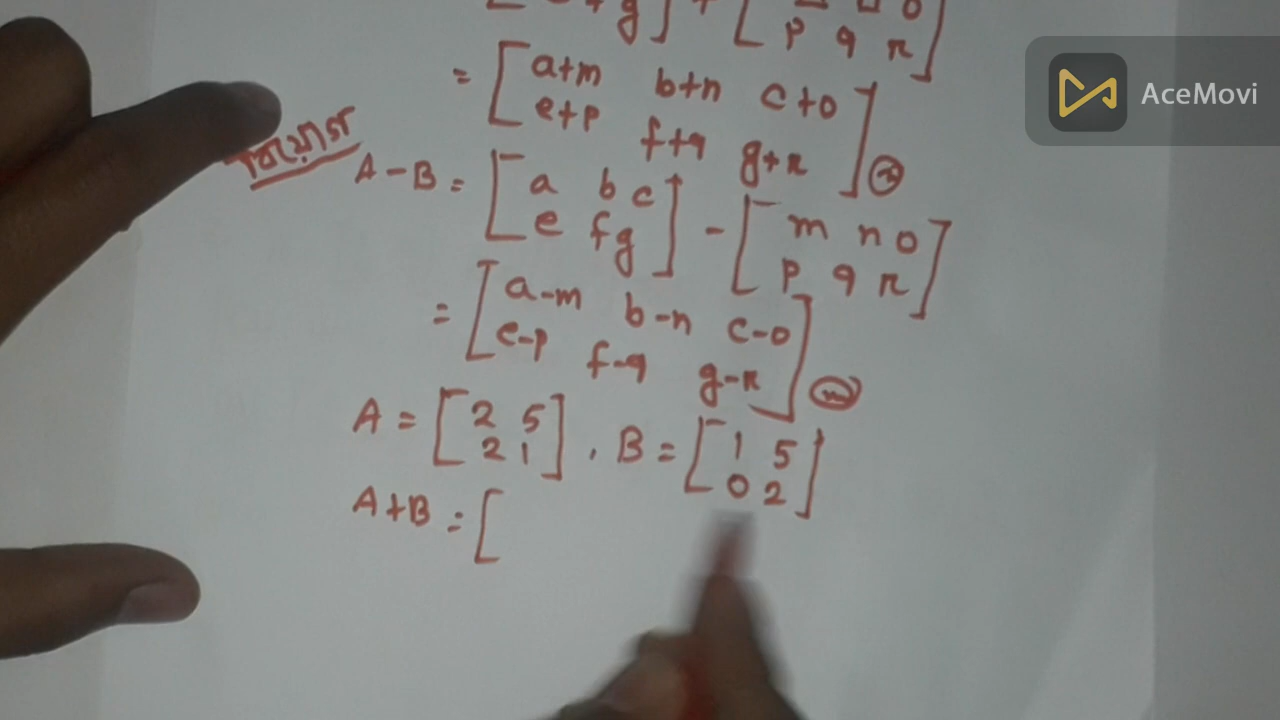 e f g] + [m n o
p q r]
= [a+m b+n c+o
e+p f+q g+r]
বিয়োগ
A-B = [a b c
e f g] - [m n o
p q r]
= [a-m b-n c-o
e-p f-q g-r]
A = [2 5
2 1] , B = [1 5
0 2]
A+B = [
AceMovi